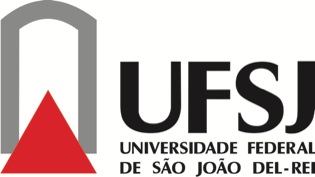 UFSJ
UNIVERSIDADE FEDERAL
DE SÃO JOÃO DEL-REI